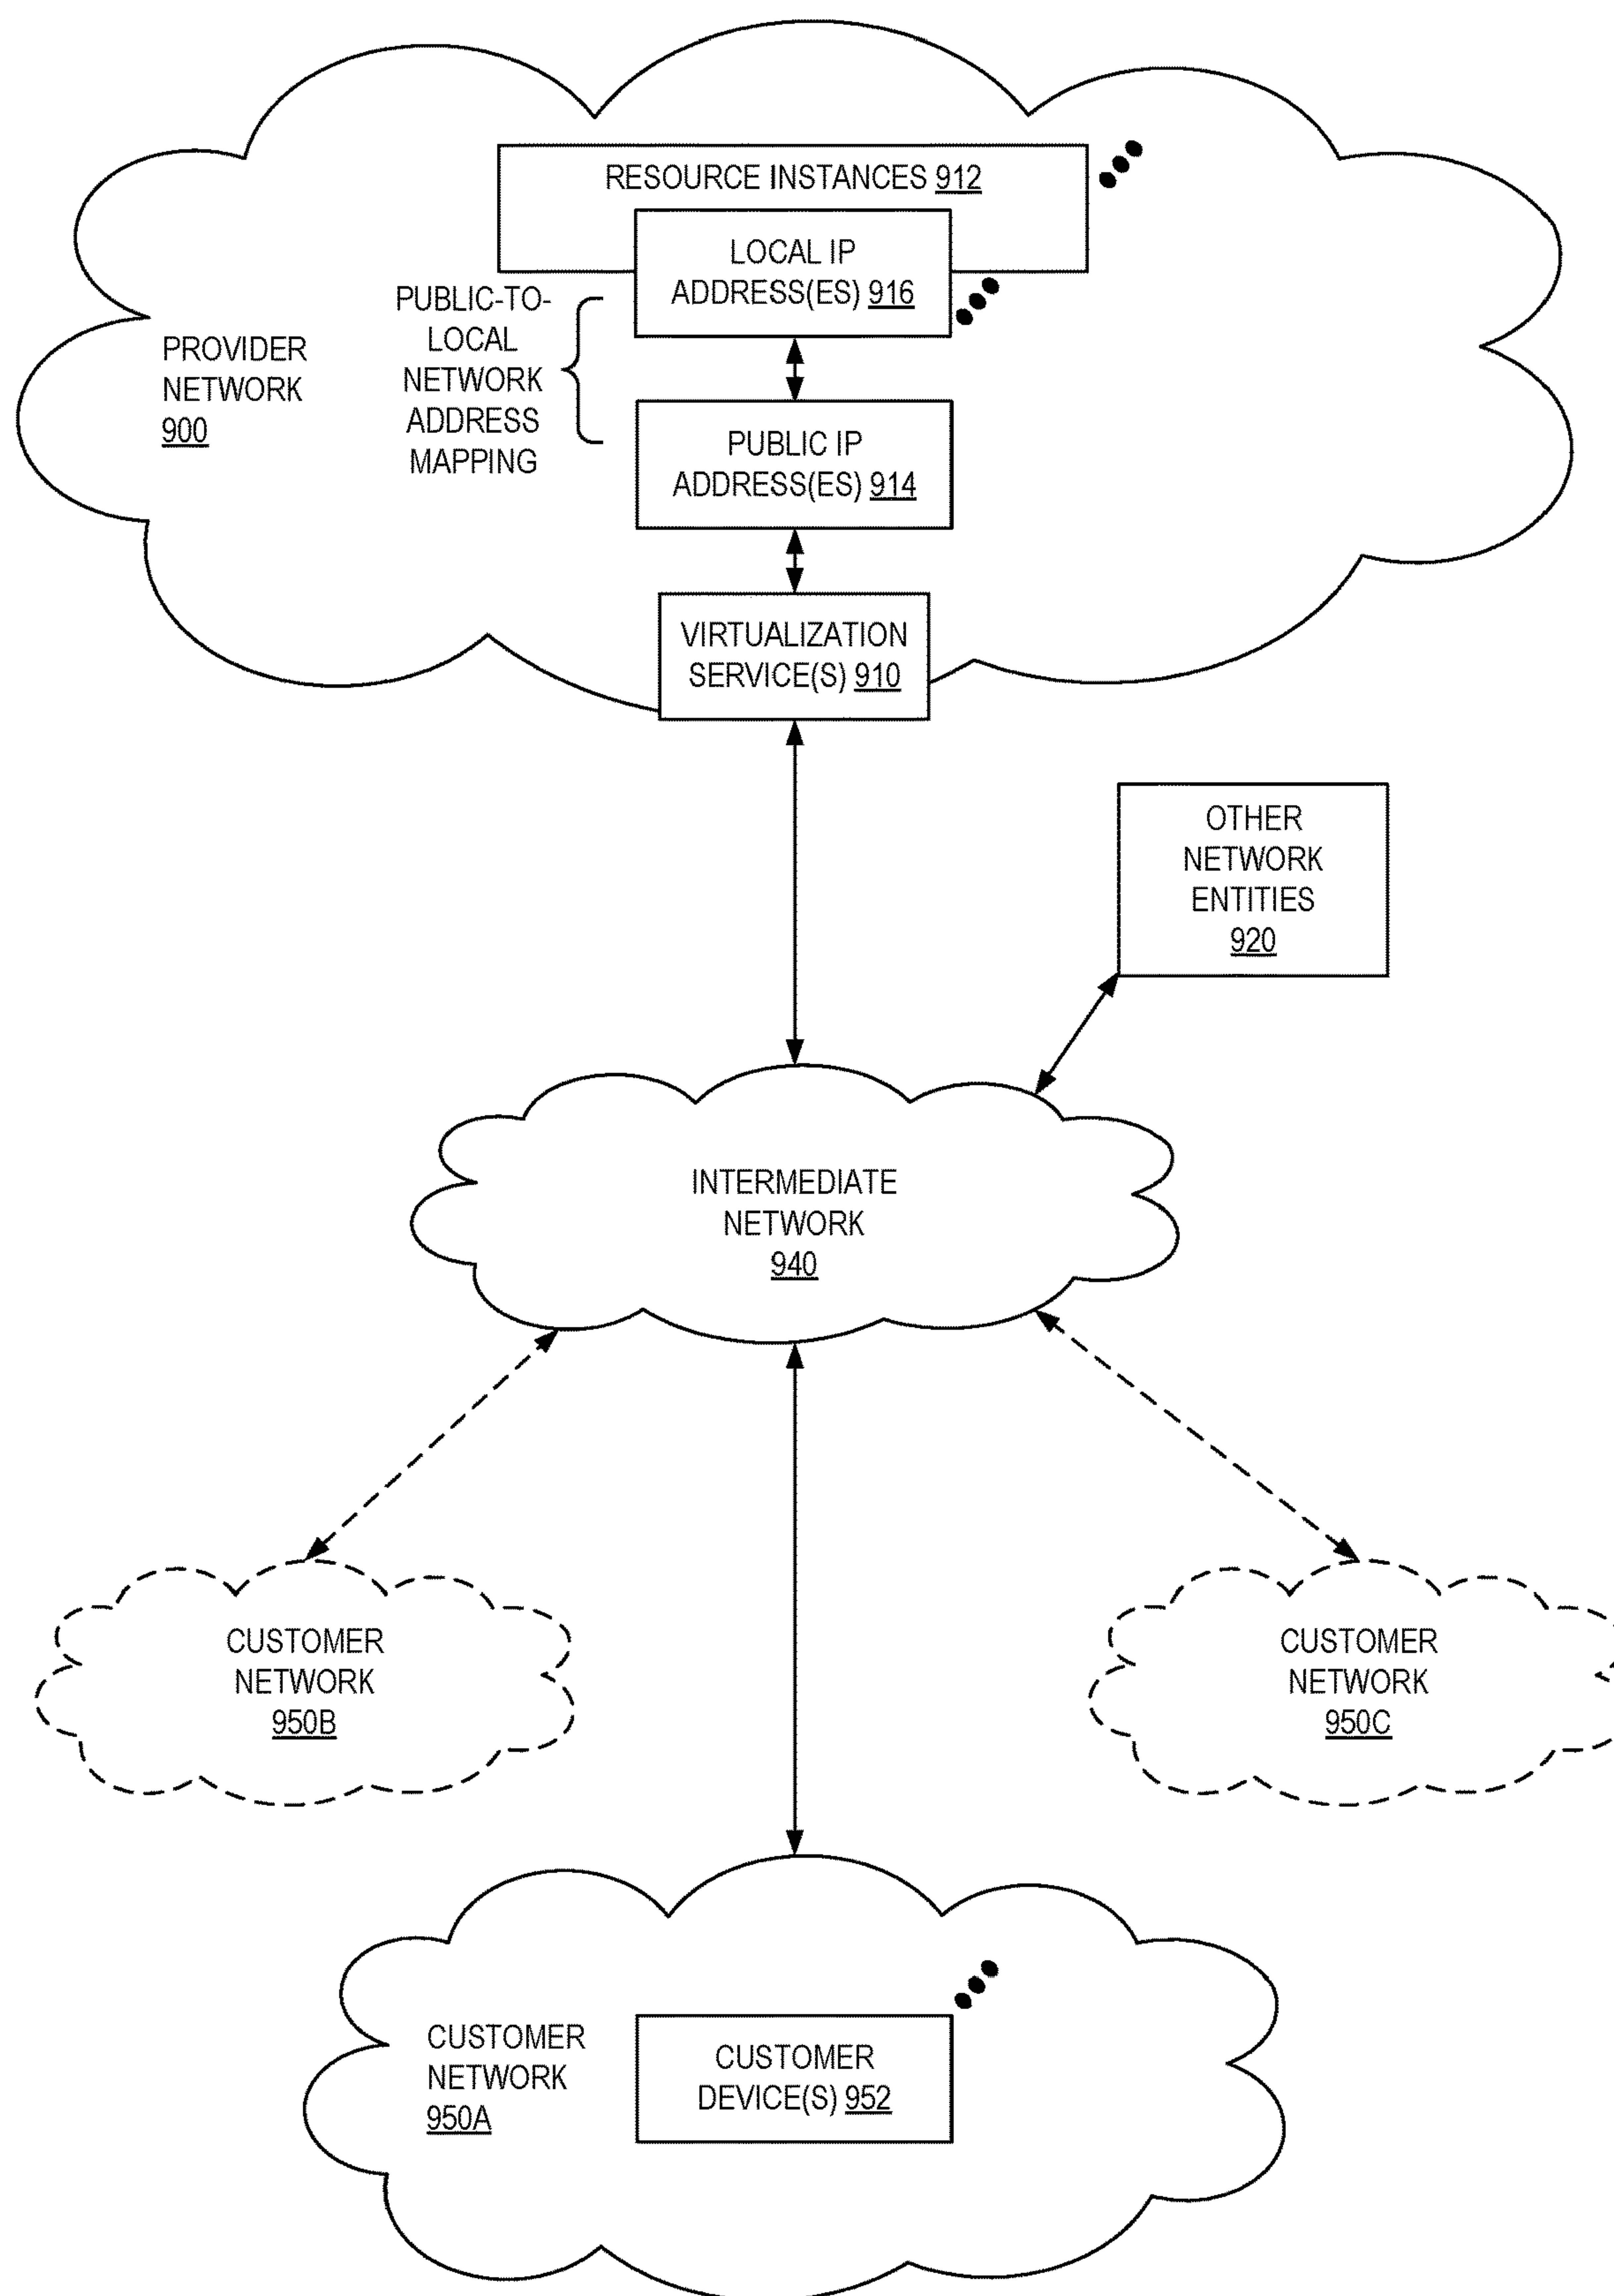 RESOURCE INSTANCES 912
LOCAL IP
ADDRESS(ES) 916
PUBLIC-TO-
LOCAL
NETWORK
ADDRESS
MAPPING
PROVIDER
NETWORK
900
PUBLIC IP
ADDRESS(ES) 914
VIRTUALIZATION
SERVICE(S) 910
OTHER
NETWORK
ENTITIES
920
INTERMEDIATE
NETWORK
940
CUSTOMER
NETWORK
950B
CUSTOMER
NETWORK
950C
CUSTOMER
NETWORK
950A
CUSTOMER
DEVICE(S) 952